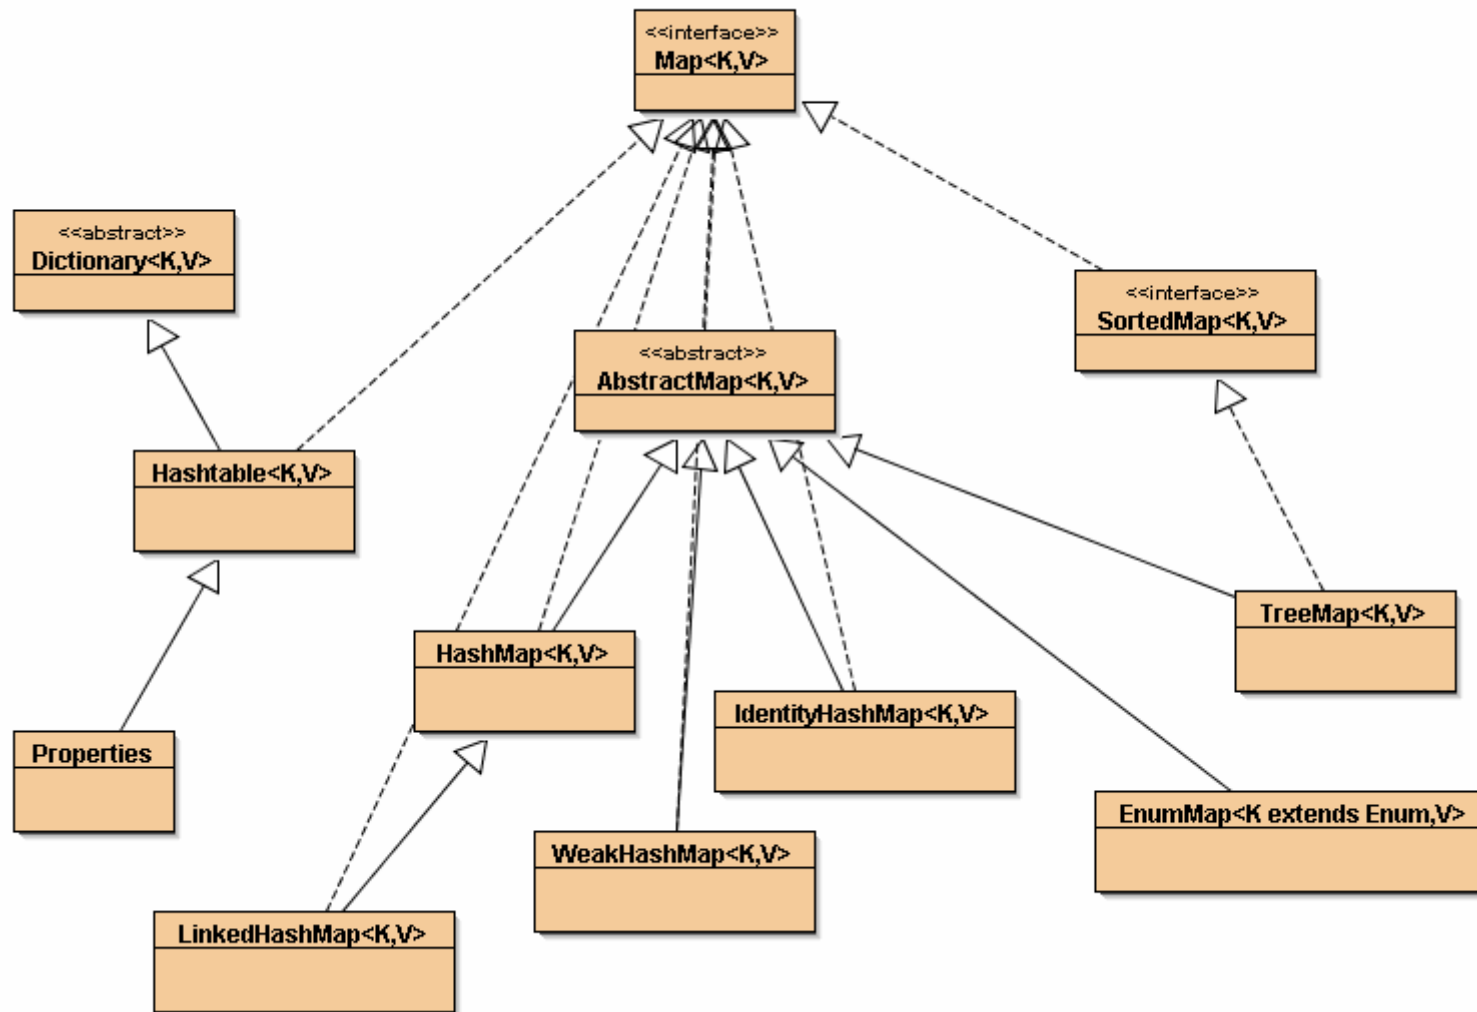 <<interface>>
Map<K,V>
<<abstract>>
Dictionary<K,V>
<<interface>>
SortedMap<K,V>
<<abstract>>
AbstractMap<K,V>
Hashtable<K,V>
TreeMap<K,V>
HashMap<K,V>
IdentityHashMap<K,V>
Properties
EnumMap<K extends Enum,V>
WeakHashMap<K,V>
LinkedHashMap<K,V>